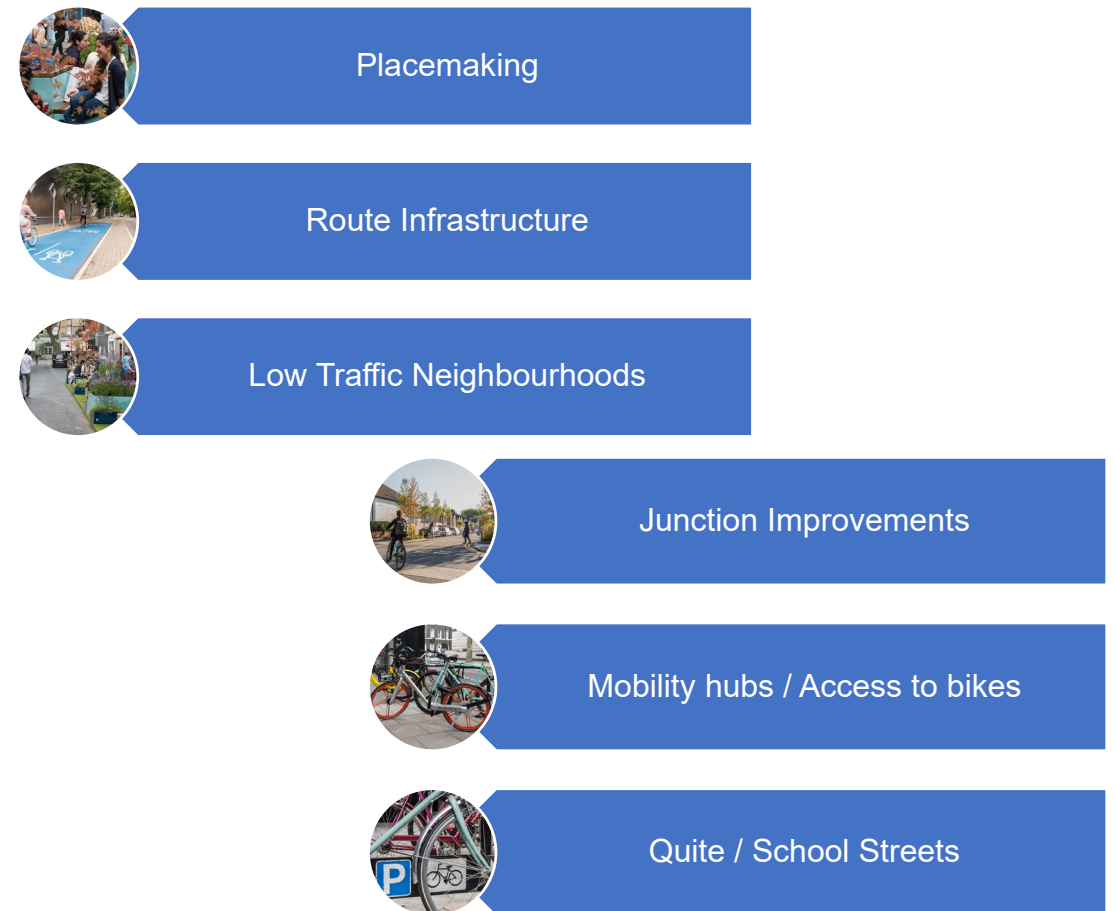 Placemaking
Route Infrastructure
Low Traffic Neighbourhoods
Junction Improvements
Mobility hubs / Access to bikes
Quite / School Streets
P